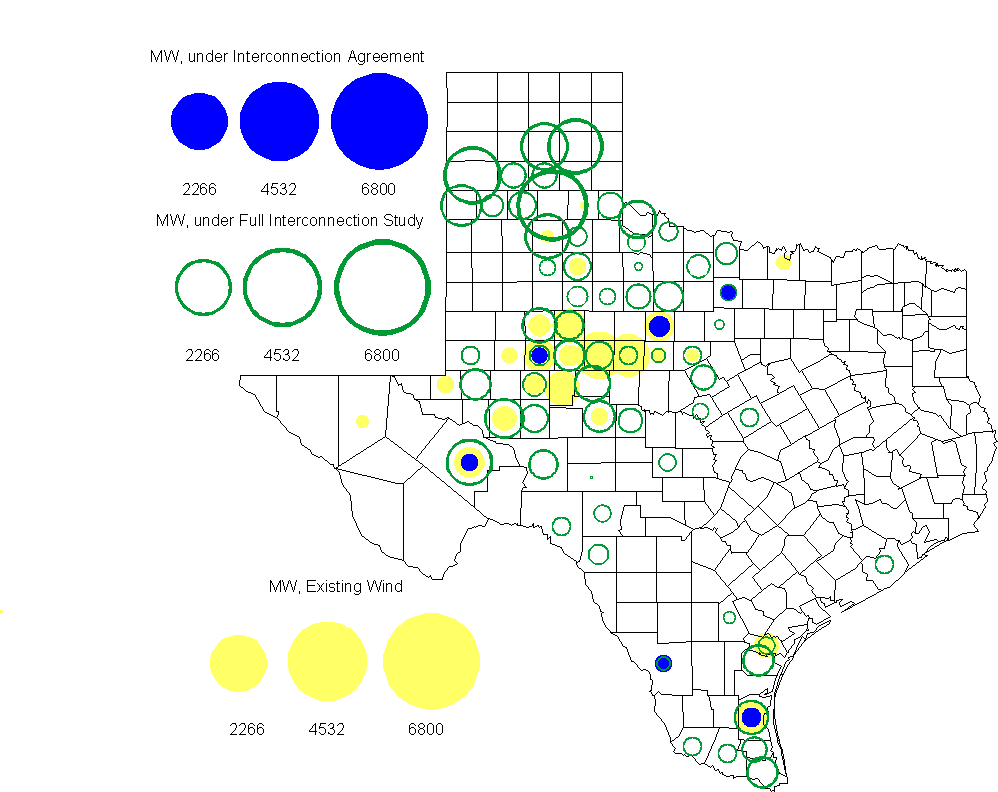 MW, under Interconnection Agreement
2266 4532 6800
MW, under Full Interconnection Study
2266 4532 6800
MW, Existing Wind
2266 4532 6800